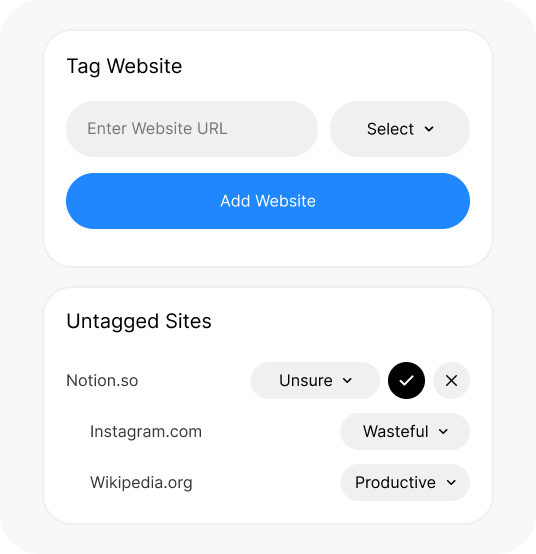 Tag Website
Enter Website URL Select
Add Website
Untagged Sites
Notion.so Unsure
Instagram.com Wasteful
Wikipedia.org Productive